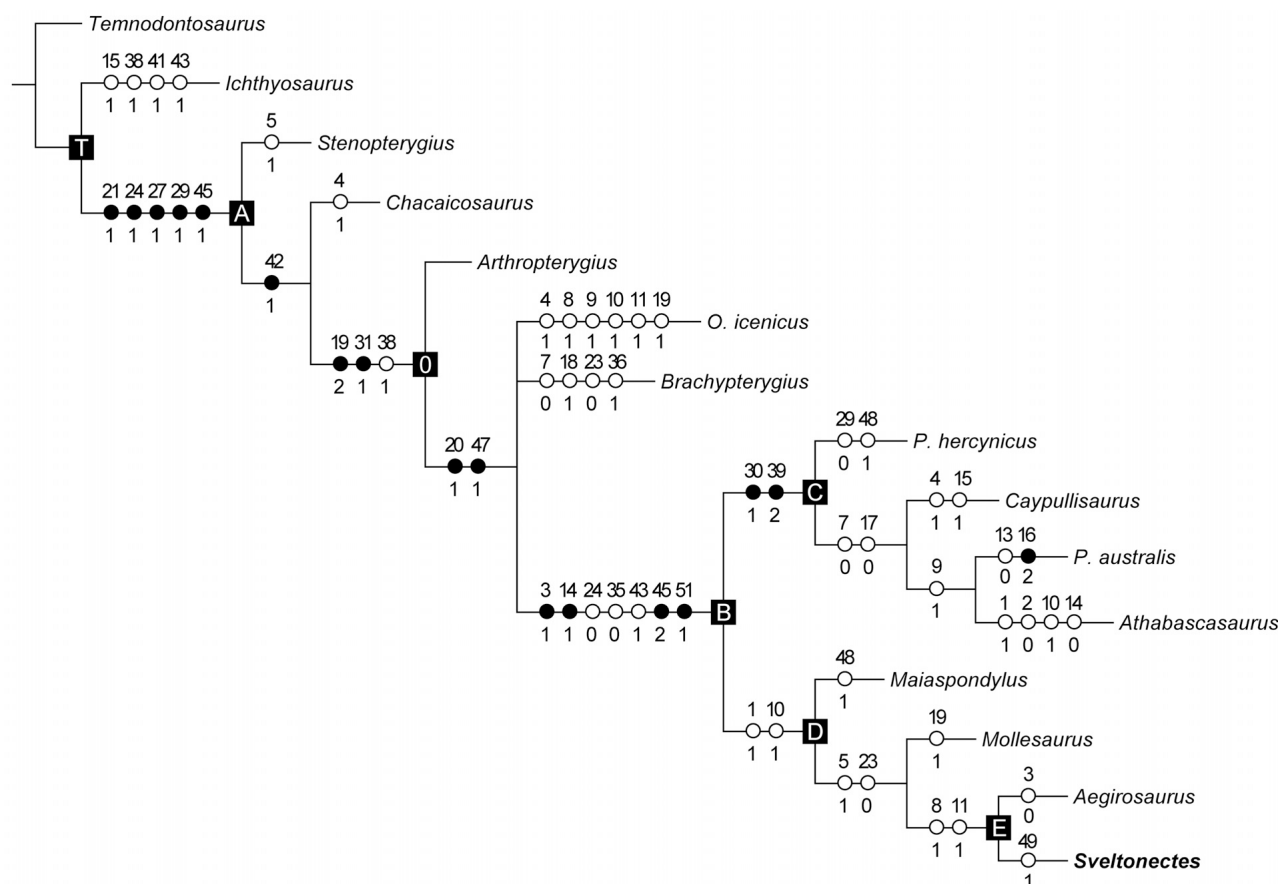 Temnodontosaurus
15 38 41 43
Ichthyosaurus
1 1 1 1
5
T
Stenopterygius
1
21 24 27 29 45
4
A
Chacaicosaurus
1 1 1 1 1
1
42
Arthropterygius
1
4 8 9 10 11 19
O. icenicus
1 1 1 1 1 1
19 31 38
0
7 18 23 36
Brachypterygius
2 1 1
0 1 0 1
29 48
P. hercynicus
20 47
30 39
0 1
C
4 15
1 1
1 2
Caypullisaurus
7 17
1 1
13 16
P. australis
0 0
9
0 2
3 14 24 35 43 45 51
1
1 2 10 14
B
Athabascasaurus
1 1 0 0 1 2 1
1 0 1 0
48
Maiaspondylus
1 10
1
D
19
Mollesaurus
1 1
5 23
1
3
1 0
8 11
Aegirosaurus
E
0
1 1
49
Sveltonectes
1